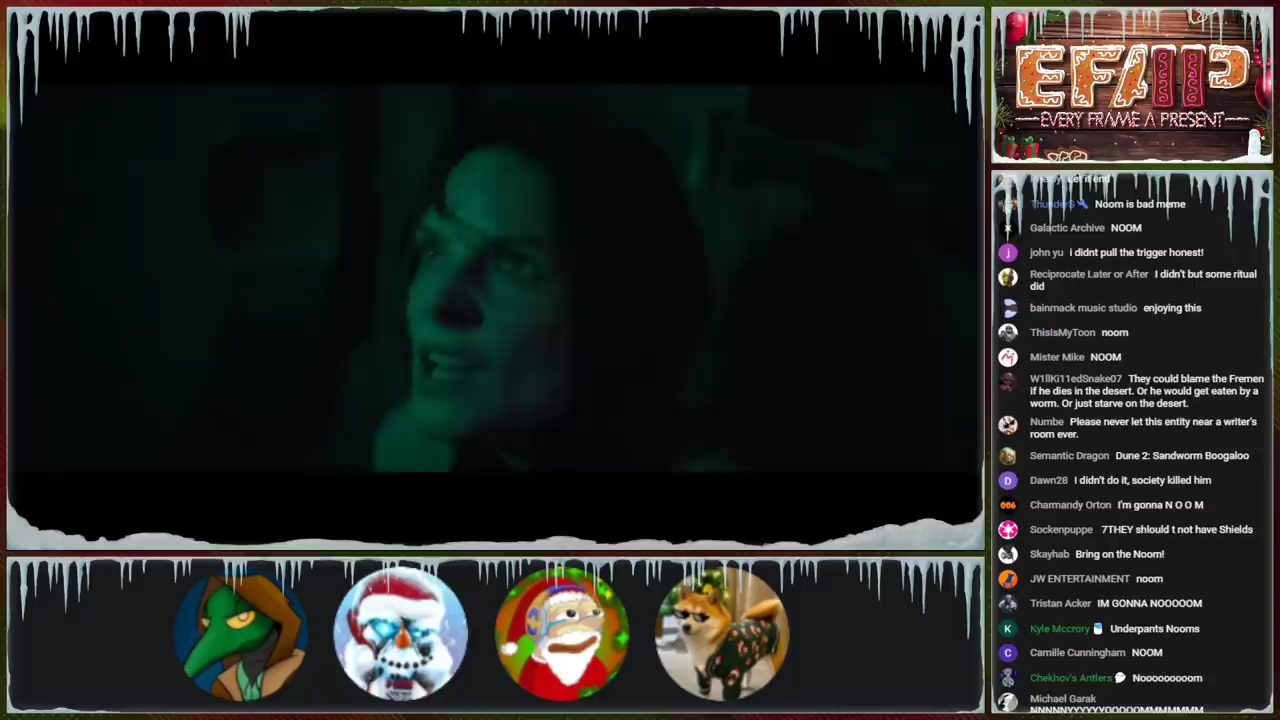 EFAP
EVERY FRAME A PRESENT
Let it end
Thunder3 Noom is bad meme
Galactic Archive NOOM
john yu i didnt pull the trigger honest!
Reciprocate Later or After I didn't but some ritual
did
bainmack music studio enjoying this
ThisIsMyToon noom
Mister Mike NOOM
W1llKi11edSnake07 They could blame the Fremen
if he dies in the desert. Or he would get eaten by a
worm. Or just starve on the desert.
Numbe Please never let this entity near a writer's
room ever.
Semantic Dragon Dune 2: Sandworm Boogaloo
D Dawn28 I didn't do it, society killed him
Charmandy Orton I'm gonna N O O M
Sockenpuppe 7THEY shlould t not have Shields
Skayhab Bring on the Noom!
JW ENTERTAINMENT noom
Tristan Acker IM GONNA NOOOOOM
K Kyle Mccrory Underpants Nooms
C Camille Cunningham NOOM
Chekhov's Antlers Nooooooooom
Michael Garak